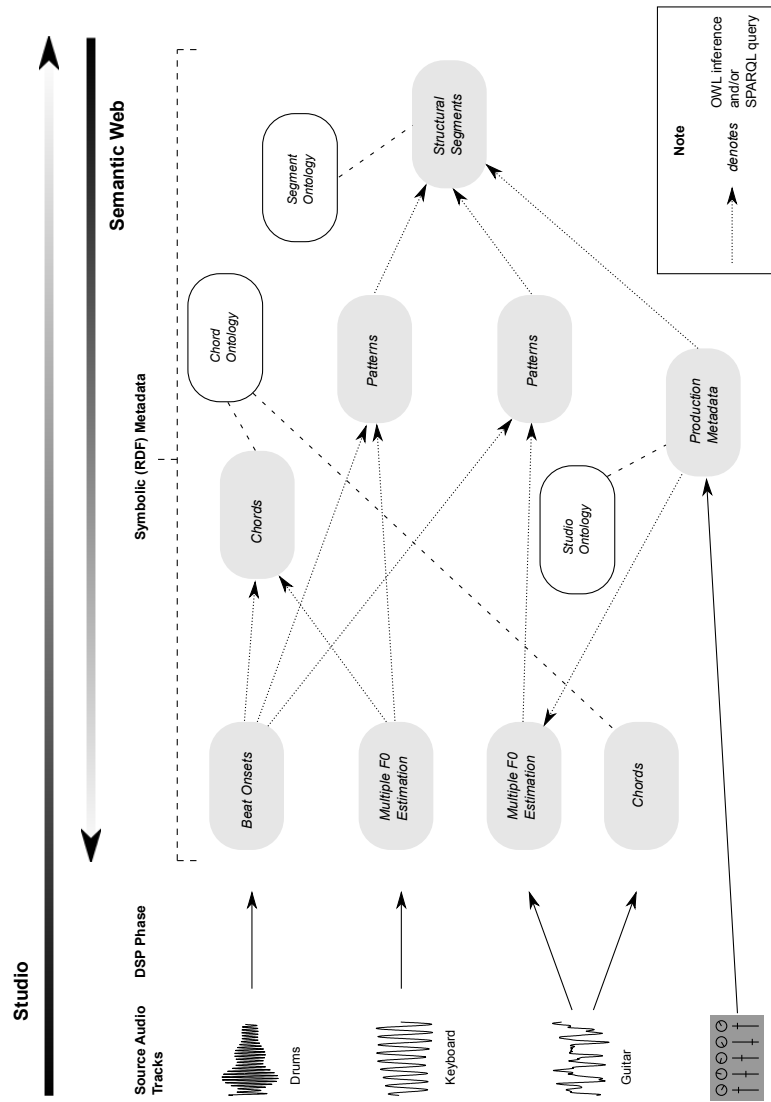 Studio
Semantic Web
Source Audio
Tracks
DSP Phase
Symbolic (RDF) Metadata
Drums
Beat Onsets
Chords
Chord
Ontology
Segment
Ontology
Keyboard
Multiple F0
Estimation
Patterns
Structural
Segments
Guitar
Multiple F0
Estimation
Patterns
Studio
Ontology
Chords
Production
Metadata
Note
denotes
OWL inference
and/or
SPARQL query